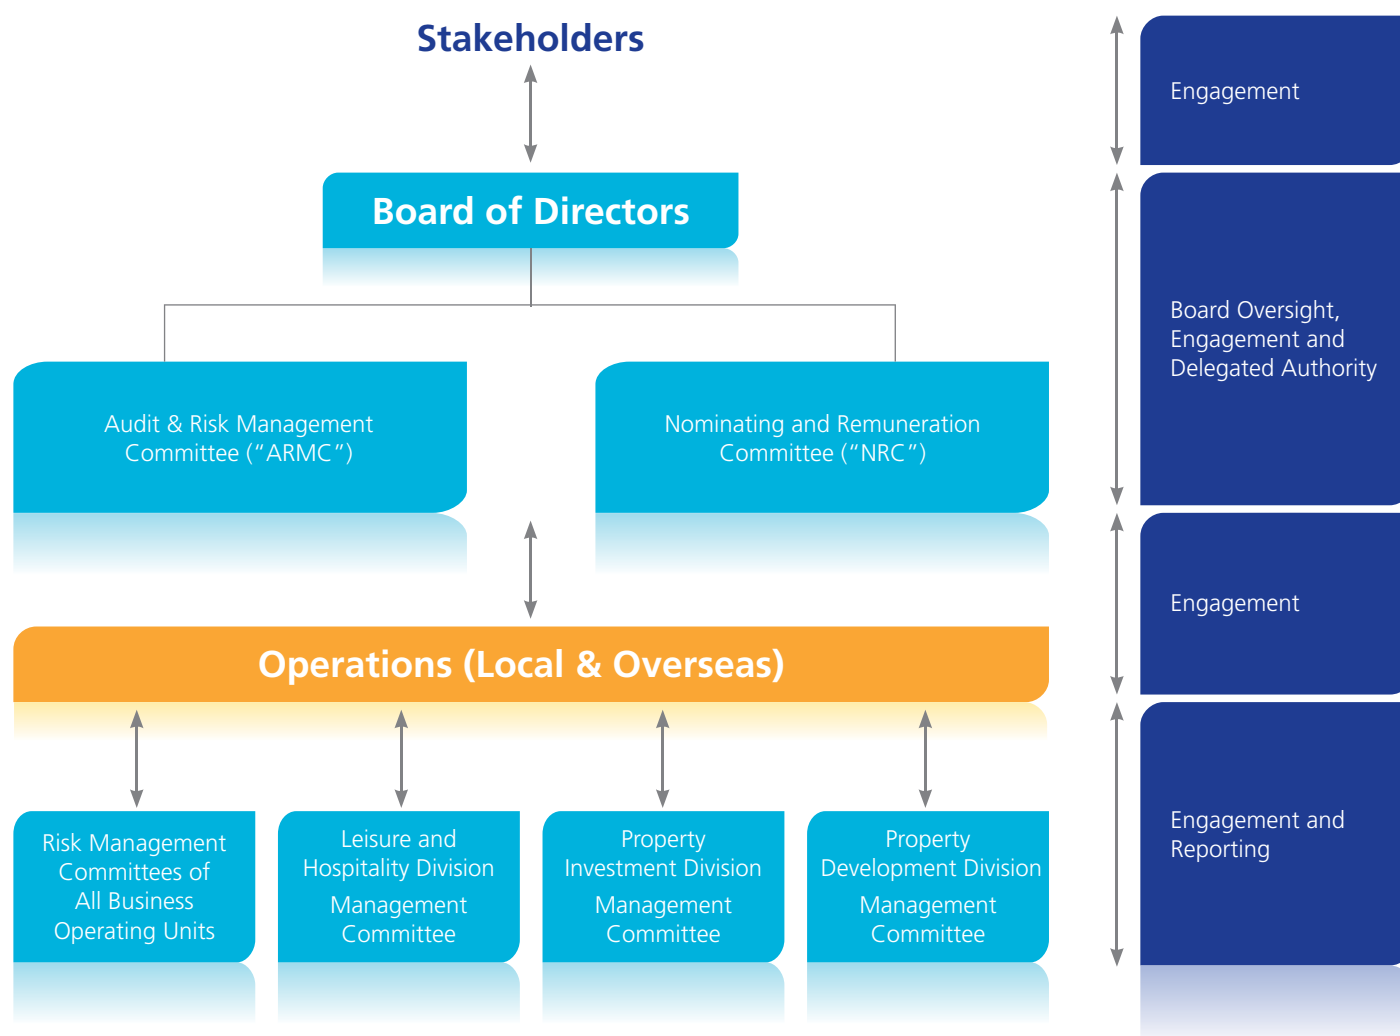 Stakeholders
Board of Directors
Audit & Risk Management
Committee (“ARMC”)
Nominating and Remuneration
Committee (“NRC”)
Operations (Local & Overseas)
Risk Management
Committees of
All Business
Operating Units
Leisure and
Hospitality Division
Management
Committee
Property
Investment Division
Management
Committee
Property
Development Division
Management
Committee
Engagement
Board Oversight,
Engagement and
Delegated Authority
Engagement
Engagement and
Reporting